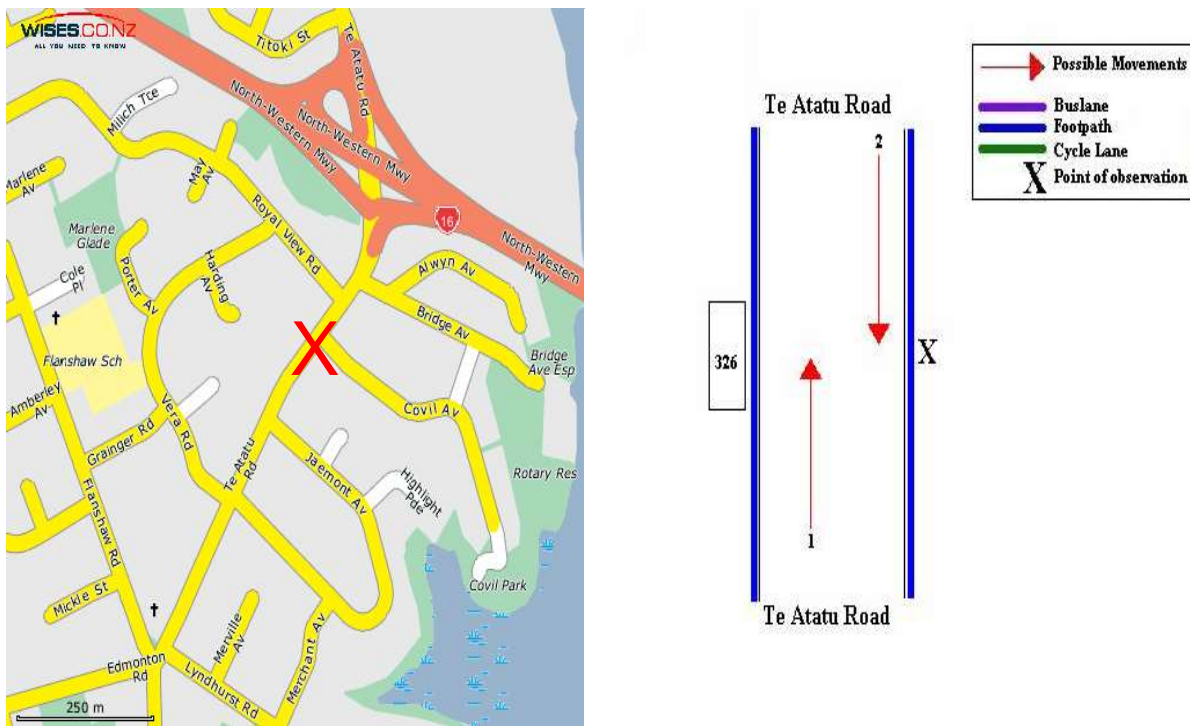 WISES.CO.NZ
ALL YOU NEED TO KNOW
Titoki St
Te Atatu Rd
North-Western Mwy
North-Western Mwy
North-Western Mwy
16
North-Western
Mwy
Milich Tce
May
Av
Marlene
Av
Marlene
Glade
Royal View Rd
Cole
Pl
Porter Av
Harding
Av
Alwyn Av
Bridge Av
Bridge
Ave Esp
X
Flanshaw Sch
Amberley
Av
Vera Rd
Covil Av
Grainger Rd
Te Atatu
Rd
Jaemont Av
Highlight
Pde
Rotary Res
Flanshaw Rd
Covil Park
Mickle St
Merville
Av
Merchant Av
Edmonton
Rd
Lyndhurst Rd
250 m
Te Atatu Road
2
326
X
1
Te Atatu Road
Possible Movements
Buslane
Footpath
Cycle Lane
X Point of observation